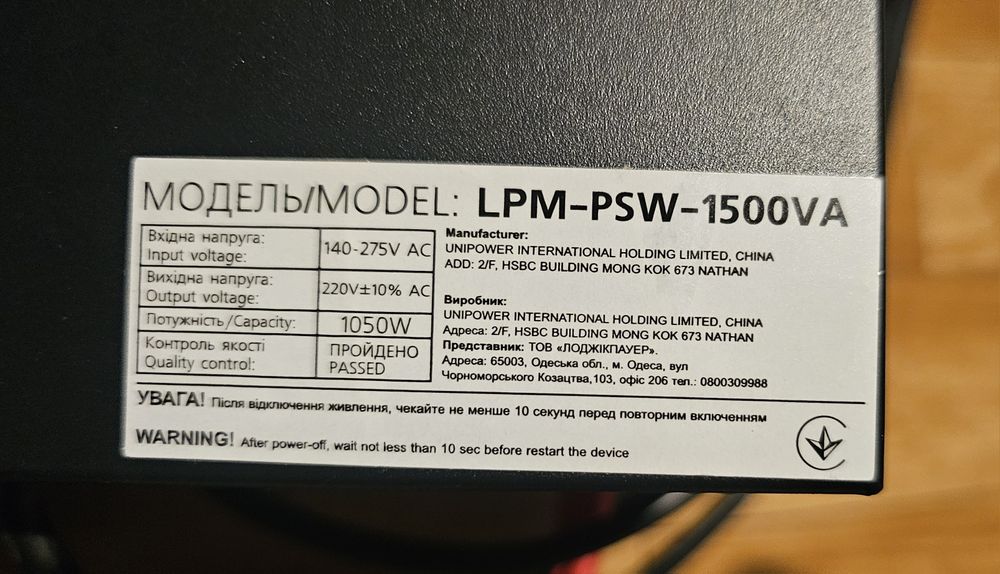 МОДЕЛЬ/MODEL: LPM-PSW-1500VA
Вхідна напруга:
Input voltage:
140-275V AC
Вихідна напруга:
Output voltage:
220V±10% AC
Потужність/Capacity:
1050W
Контроль якості
Quality control:
ПРОЙДЕНО
PASSED
Manufacturer:
UNIPOWER INTERNATIONAL HOLDING LIMITED, CHINA
ADD: 2/F, HSBC BUILDING MONG KOK 673 NATHAN
Виробник:
UNIPOWER INTERNATIONAL HOLDING LIMITED, CHINA
Адреса: 2/F, HSBC BUILDING MONG KOK 673 NATHAN
Представник: ТОВ «ЛОДЖІКПАУЕР».
Адреса: 65003, Одеська обл., м. Одеса, вул
Чорноморського Козацтва,103, офіс 206 тел.: 0800309988
УВАГА! Після відключення живлення, чекайте не менше 10 секунд перед повторним включенням
WARNING! After power-off, wait not less than 10 sec before restart the device